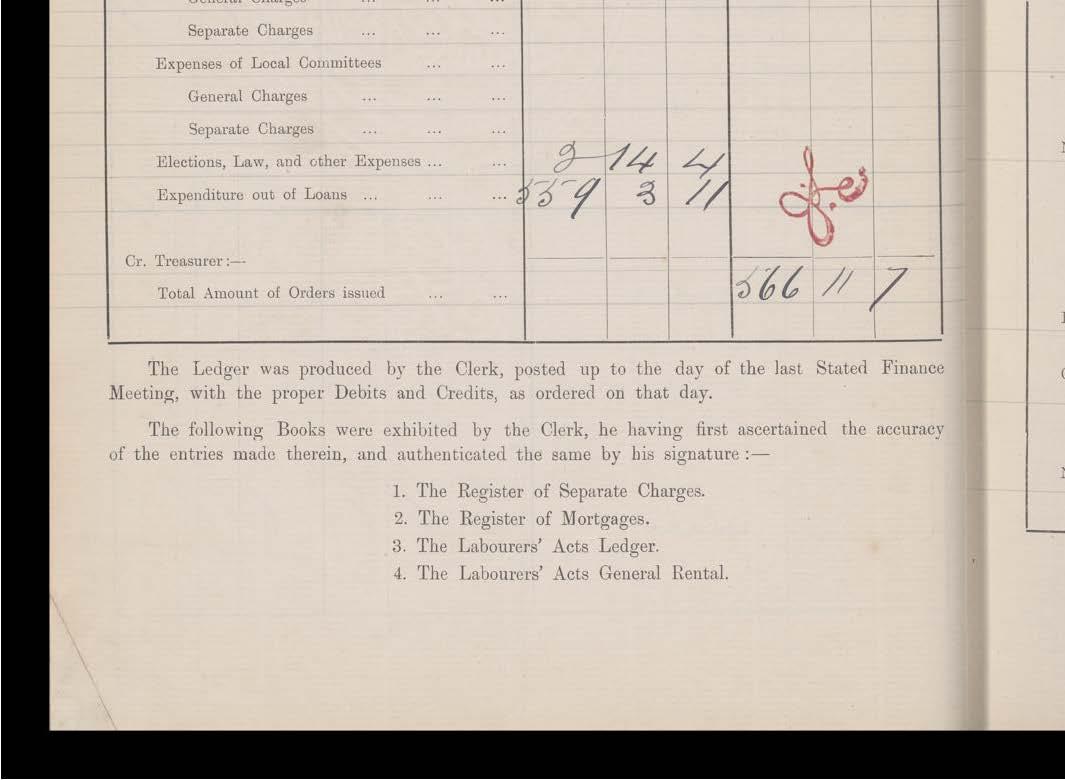 General Charges ... ... ...
Separate Charges ... ... ...
Expenses of Local Committees ... ...
General Charges ... ... ...
Separate Charges ... ... ...
Elections, Law, and other Expenses ... ... 2 14 4
Expenditure out of Loans ... ... ... 559 3 11
Cr. Treasurer :—
Total Amount of Orders issued ... ... 566 11 7
The Ledger was produced by the Clerk, posted up to the day of the last Stated Finance
Meeting, with the proper Debits and Credits, as ordered on that day.
The following Books were exhibited by the Clerk, he having first ascertained the accuracy
of the entries made therein, and authenticated the same by his signature :—
1. The Register of Separate Charges.
2. The Register of Mortgages.
3. The Labourers' Acts Ledger.
4. The Labourers' Acts General Rental.